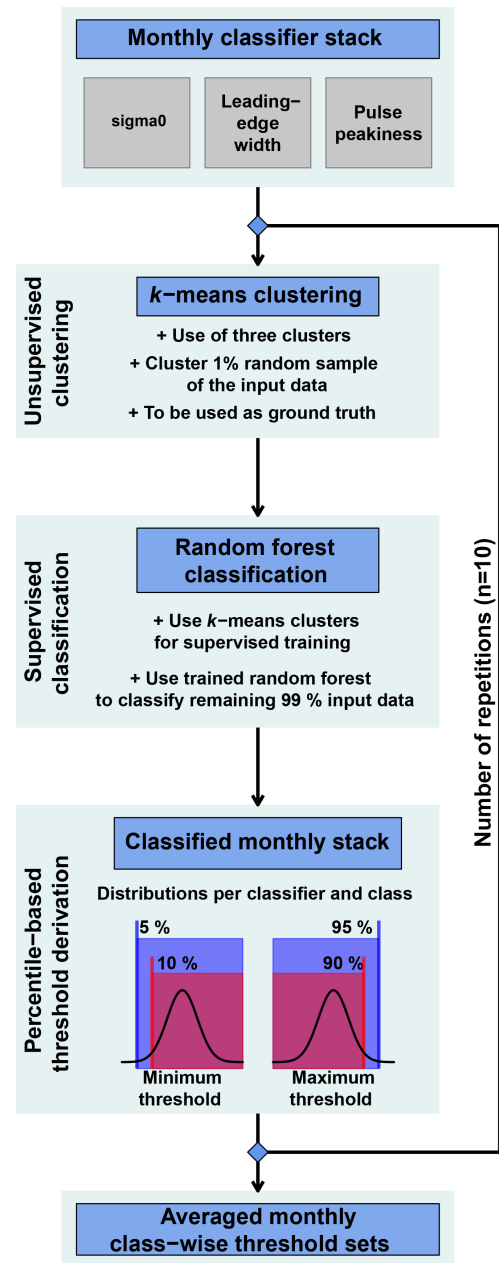 Monthly classifier stack
sigma0
Leading−
edge
width
Pulse
peakiness
Unsupervised
clustering
k−means clustering
+ Use of three clusters
+ Cluster 1% random sample
of the input data
+ To be used as ground truth
Supervised
classification
Random forest
classification
+ Use k−means clusters
for supervised training
+ Use trained random forest
to classify remaining 99 % input data
Number of repetitions (n=10)
Percentile−based
threshold derivation
Classified monthly stack
Distributions per classifier and class
5 %
10 %
95 %
90 %
Minimum
threshold
Maximum
threshold
Averaged monthly
class−wise threshold sets